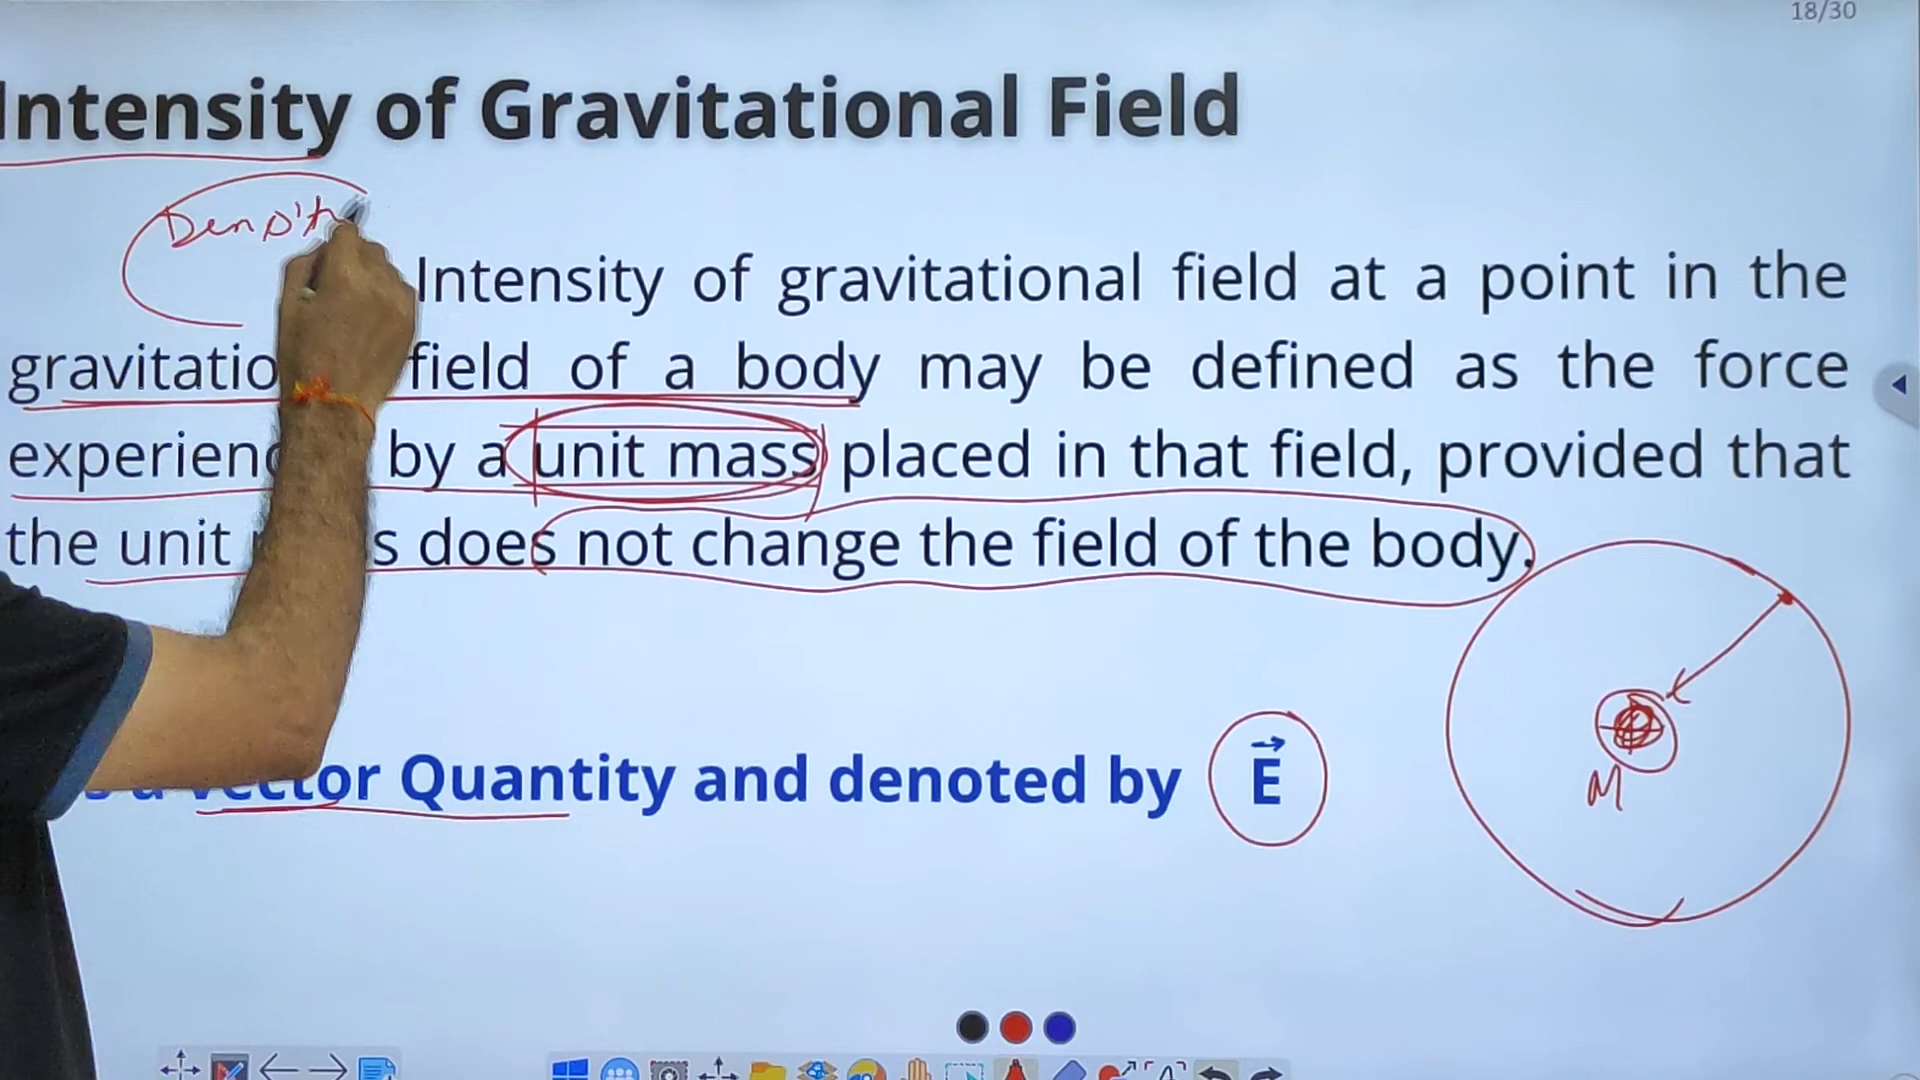 18/30
Intensity of Gravitational Field
Intensity of gravitational field at a point in the
gravitatio field of a body may be defined as the force
experienc by a unit mass placed in that field, provided that
the unit s does not change the field of the body.
a vector Quantity and denoted by E
M